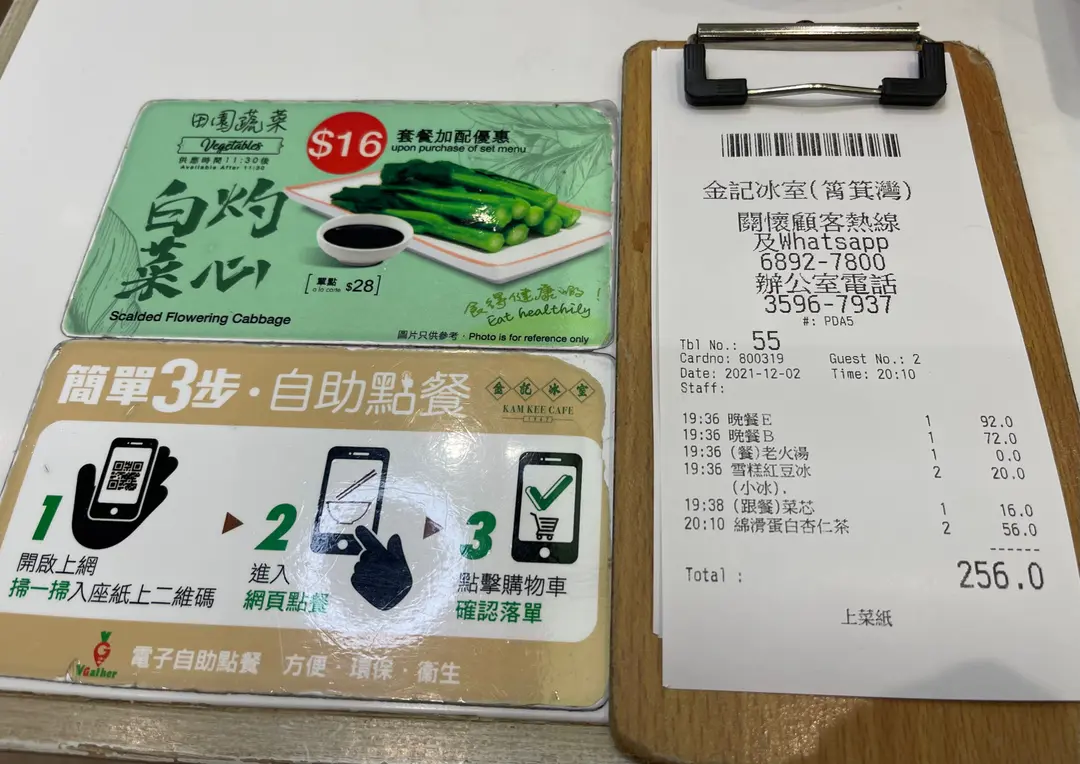 田園蔬菜
Vegetables
供應時間11:30後
Available After 11:30
$16
套餐加配優惠
upon purchase of set menu
白灼
菜心
單點
a la carte $28
食得健康啲!
Eat healthily
Scalded Flowering Cabbage
圖片只供參考・Photo is for reference only
簡單3步・自助點餐
金記冰室
KAM KEE CAFE
1967
1
開啟上網
掃一掃入座紙上二維碼
2
進入
網頁點餐
3
點擊購物車
確認落單
VGather
電子自助點餐 方便・環保・衞生
金記冰室(筲箕灣)
關懷顧客熱線
及Whatsapp
6892-7800
辦公室電話
3596-7937
#: PDA5
Tbl No.: 55
Cardno: 800319 Guest No.: 2
Date: 2021-12-02 Time: 20:10
Staff:
19:36 晚餐E 1 92.0
19:36 晚餐B 1 72.0
19:36 (餐)老火湯 1 0.0
19:36 雪糕紅豆冰 2 20.0
(小冰).
19:38 (跟餐)菜芯 1 16.0
20:10 綿滑蛋白杏仁茶 2 56.0
------
Total : 256.0
上菜紙